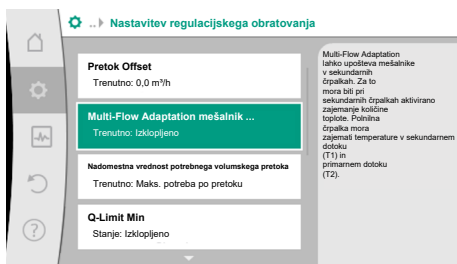 .. Nastavitev regulacijskega obratovanja
Pretok Offset
Trenutno: 0,0 m³/h
Multi-Flow Adaptation mešalnik ...
Trenutno: Izklopljeno
Nadomestna vrednost potrebnega volumskega pretoka
Trenutno: Maks. potreba po pretoku
Q-Limit Min
Stanje: Izklopljeno
Multi-Flow Adaptation
lahko upošteva mešalnike
v sekundarnih
črpalkah. Za to
mora biti pri
sekundarnih črpalkah aktivirano
zajemanje količine
toplote. Polnilna
črpalka mora
zajemati temperature v sekundarnem
dotoku
(T1) in
primarnem dotoku
(T2).